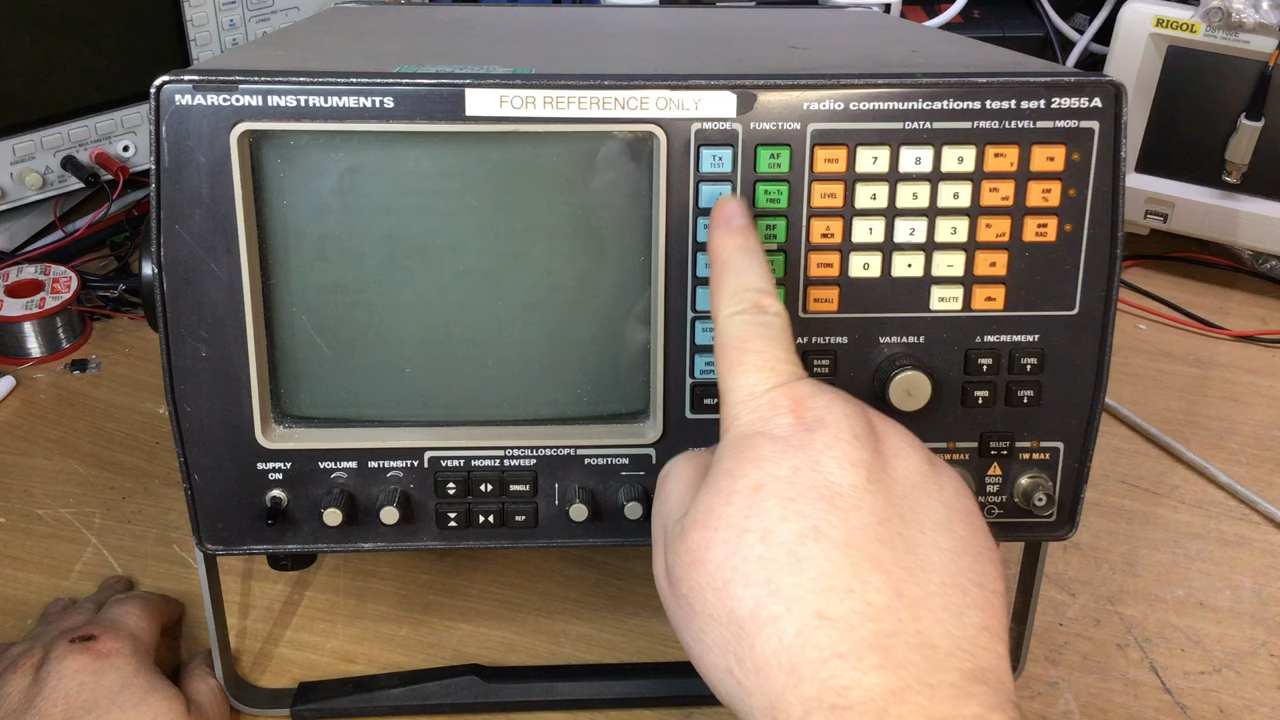 MARCONI INSTRUMENTS
FOR REFERENCE ONLY
radio communications test set 2955A
RIGOL
MULTIMETER
MODE
FUNCTION
DATA
FREQ/LEVEL
MOD
Tx
TEST
AF
GEN
FREQ
7
8
9
MHz
V
FM
Rx=Tx
FREQ
LEVEL
4
5
6
kHz
mV
AM
%
RF
GEN
Δ
INCR
1
2
3
Hz
μV
ΦM
RAD
STORE
0
•
–
dB
RECALL
DELETE
dBm
HELP
AF FILTERS
BAND
PASS
VARIABLE
Δ INCREMENT
FREQ
↑
LEVEL
↑
FREQ
↓
LEVEL
↓
SUPPLY
ON
VOLUME
INTENSITY
OSCILLOSCOPE
VERT
HORIZ
SWEEP
POSITION
SINGLE
REP
SELECT
←→
W MAX
1W MAX
50Ω
RF